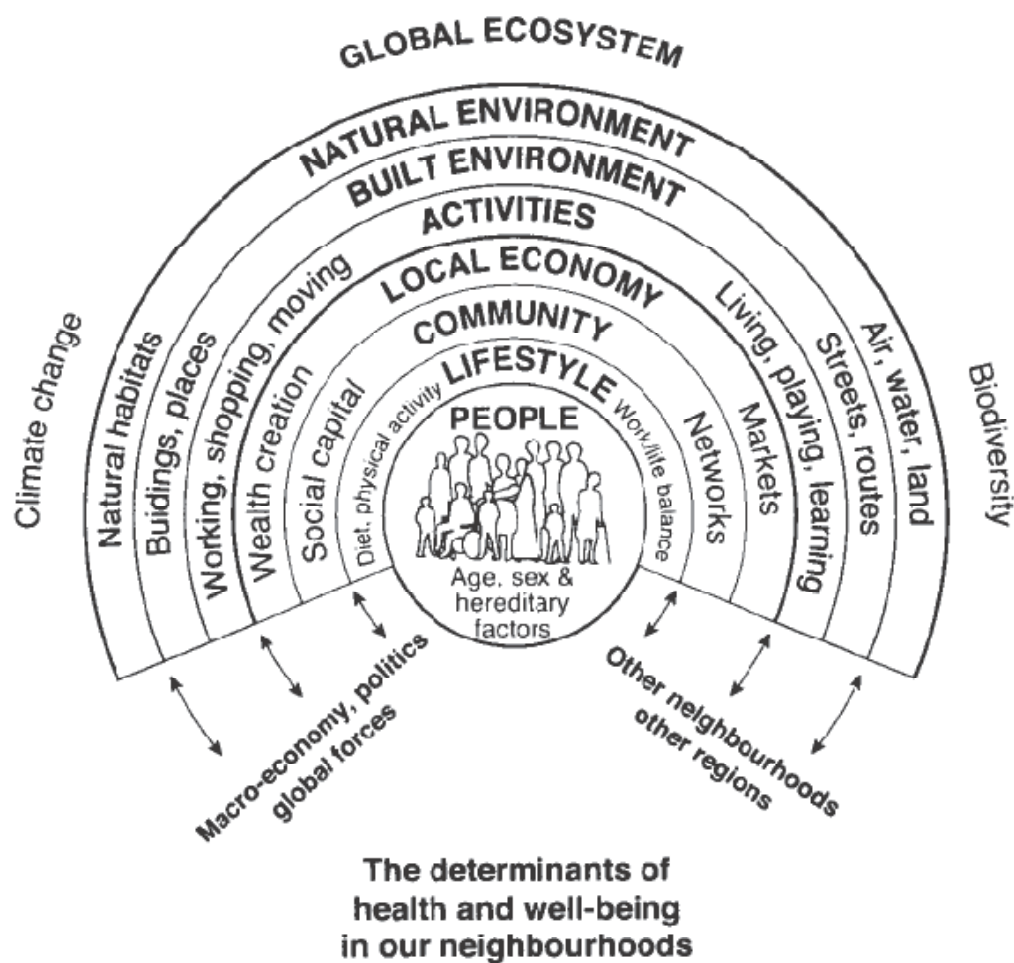 GLOBAL ECOSYSTEM
NATURAL ENVIRONMENT
BUILT ENVIRONMENT
ACTIVITIES
LOCAL ECONOMY
COMMUNITY
LIFESTYLE
PEOPLE
Age, sex &
hereditary
factors
Climate change
Natural habitats
Buidings, places
Working, shopping, moving
Wealth creation
Social capital
Diet, physical activity
Work/life balance
Networks
Markets
Living, playing, learning
Streets, routes
Air, water, land
Biodiversity
Macro-economy, politics
global forces
Other neighbourhoods
other regions
The determinants of
health and well-being
in our neighbourhoods